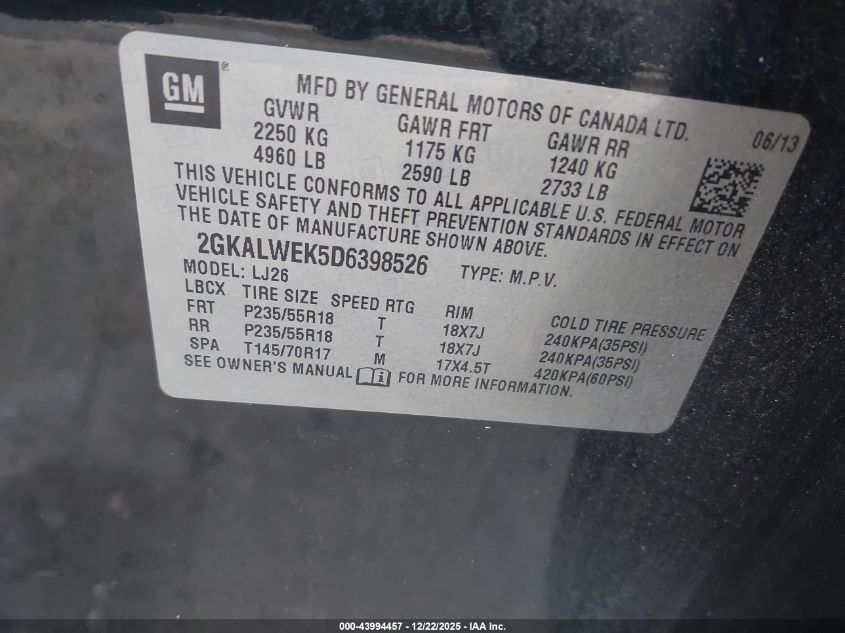 GM®
MFD BY GENERAL MOTORS OF CANADA LTD.
06/13
GVWR GAWR FRT GAWR RR
2250 KG 1175 KG 1240 KG
4960 LB 2590 LB 2733 LB
THIS VEHICLE CONFORMS TO ALL APPLICABLE U.S. FEDERAL MOTOR
VEHICLE SAFETY AND THEFT PREVENTION STANDARDS IN EFFECT ON
THE DATE OF MANUFACTURE SHOWN ABOVE.
2GKALWEK5D6398526 TYPE: M.P.V.
MODEL: LJ26
LBCX TIRE SIZE SPEED RTG RIM COLD TIRE PRESSURE
FRT P235/55R18 T 18X7J 240KPA(35PSI)
RR P235/55R18 T 18X7J 240KPA(35PSI)
SPA T145/70R17 M 17X4.5T 420KPA(60PSI)
SEE OWNER'S MANUAL FOR MORE INFORMATION.
000-43994457 - 12/22/2025 - IAA Inc.